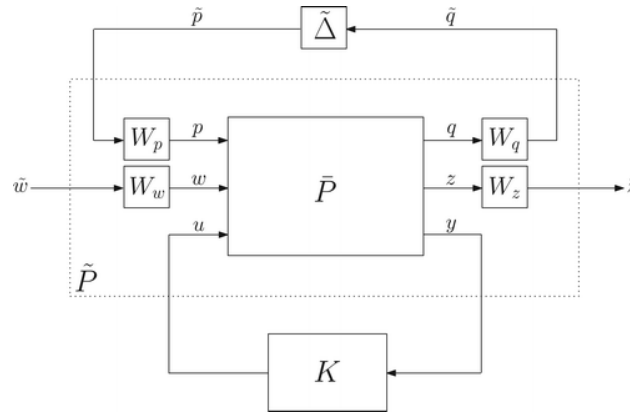 p̃ Δ̃ q̃
W_p p q W_q
w̃ W_w w P̄ z W_z
u y
P̃
K